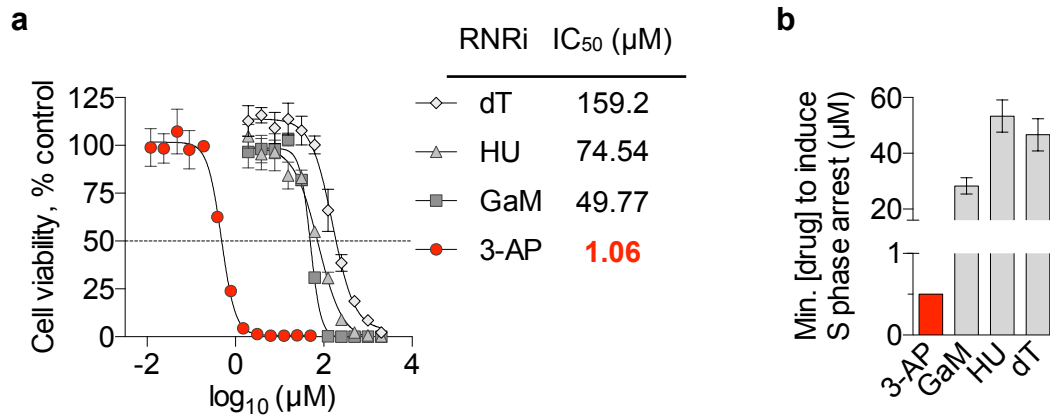 a
RNRi IC50 (µM)
dT 159.2
HU 74.54
GaM 49.77
3-AP 1.06
Cell viability, % control
125
100
75
50
25
0
-2 0 2 4
log10 (µM)
b
Min. [drug] to induce
S phase arrest (µM)
60
40
20
1
0
3-AP GaM HU dT